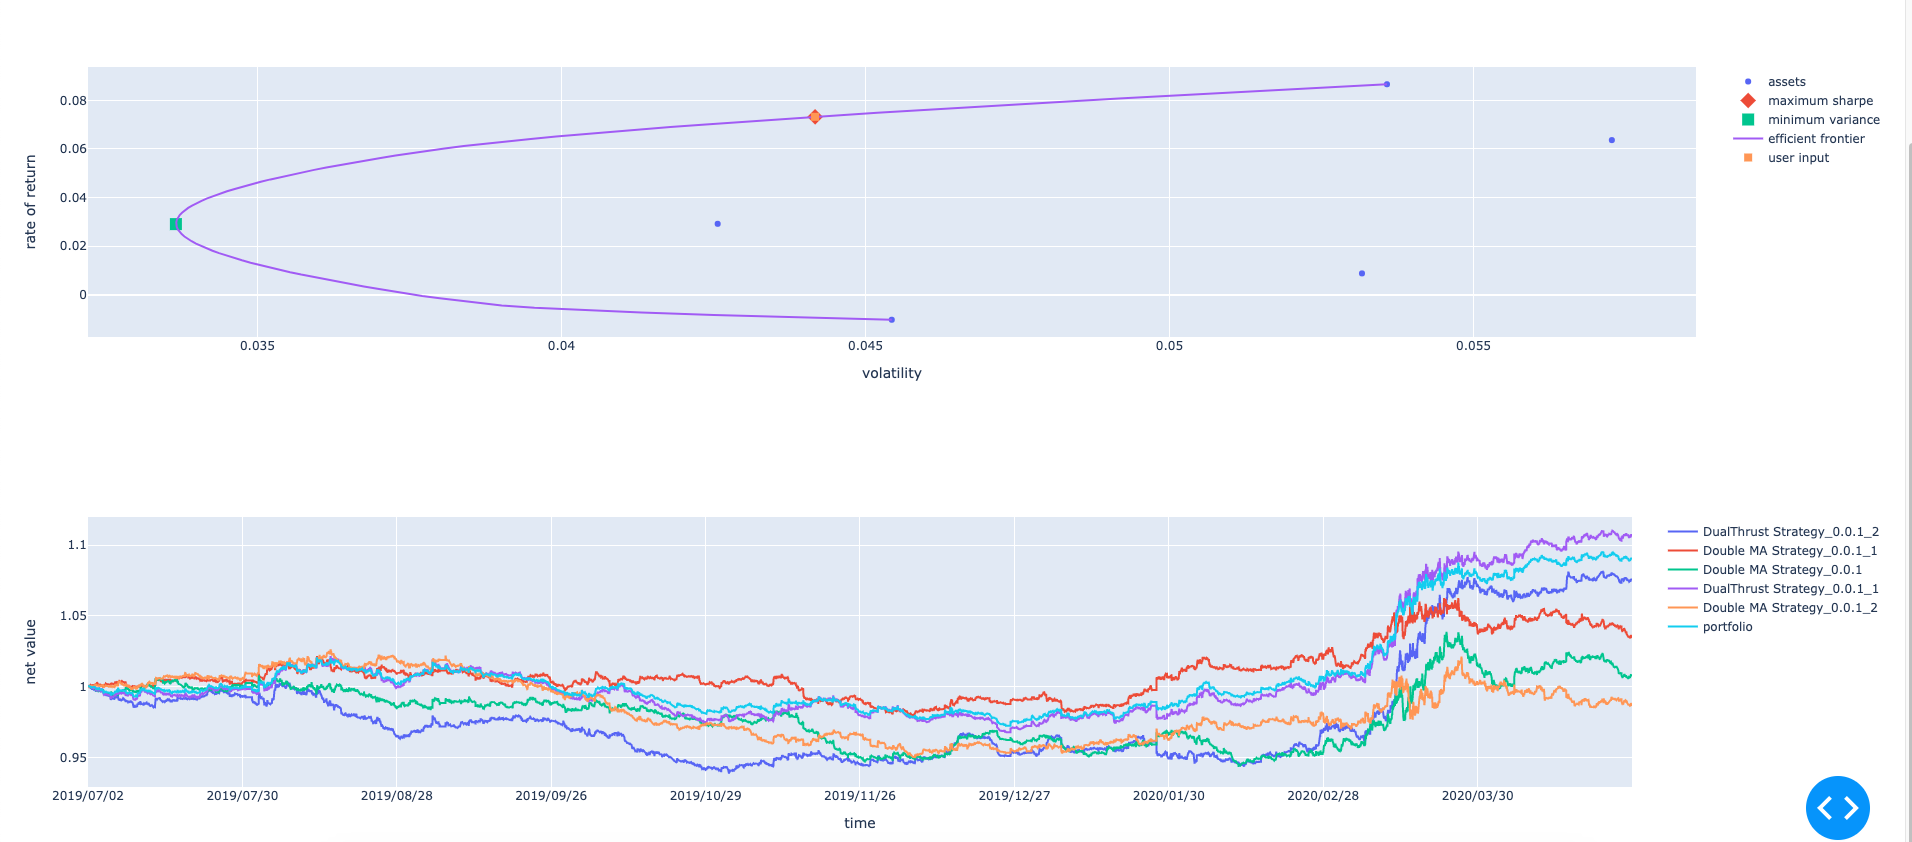 0.08
0.06
0.04
0.02
0
rate of return
0.035
0.04
0.045
0.05
0.055
volatility
assets
maximum sharpe
minimum variance
efficient frontier
user input
1.1
1.05
1
0.95
net value
2019/07/02
2019/07/30
2019/08/28
2019/09/26
2019/10/29
2019/11/26
2019/12/27
2020/01/30
2020/02/28
2020/03/30
time
DualThrust Strategy_0.0.1_2
Double MA Strategy_0.0.1_1
Double MA Strategy_0.0.1
DualThrust Strategy_0.0.1_1
Double MA Strategy_0.0.1_2
portfolio